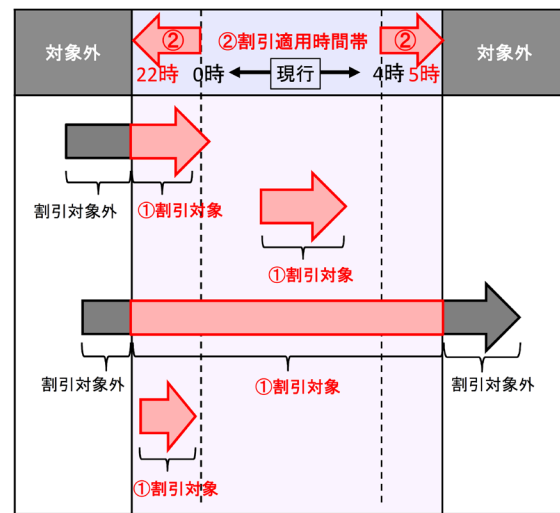 対象外
②
②割引適用時間帯
②
対象外
22時
0時
現行
4時
5時
割引対象外
①割引対象
①割引対象
割引対象外
①割引対象
割引対象外
①割引対象